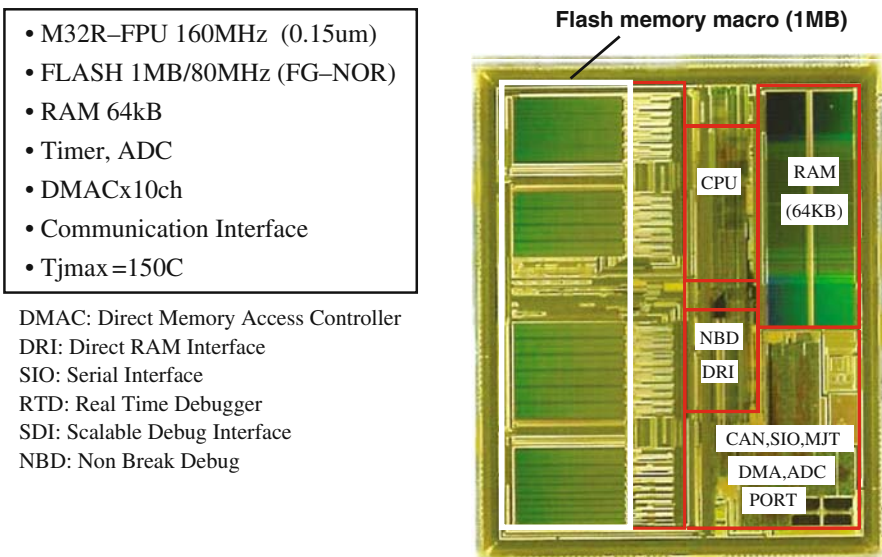 • M32R–FPU 160MHz (0.15um)
• FLASH 1MB/80MHz (FG–NOR)
• RAM 64kB
• Timer, ADC
• DMACx10ch
• Communication Interface
• Tjmax=150C
DMAC: Direct Memory Access Controller
DRI: Direct RAM Interface
SIO: Serial Interface
RTD: Real Time Debugger
SDI: Scalable Debug Interface
NBD: Non Break Debug
Flash memory macro (1MB)
CPU
RAM
(64KB)
NBD
DRI
CAN,SIO,MJT
DMA,ADC
PORT